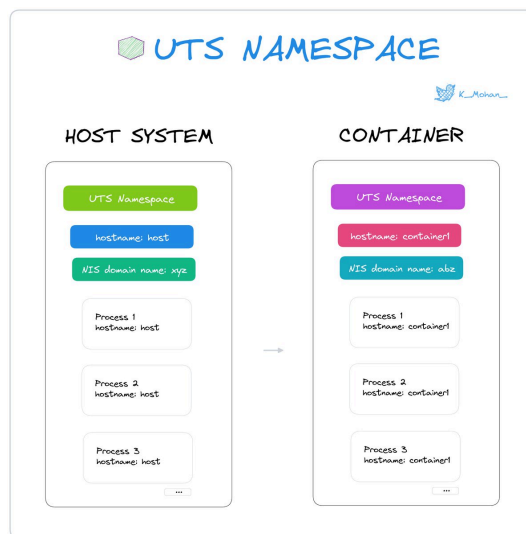 UTS NAMESPACE
K_Mohan_
HOST SYSTEM
UTS Namespace
hostname: host
NIS domain name: xyz
Process 1
hostname: host
Process 2
hostname: host
Process 3
hostname: host
...
CONTAINER
UTS Namespace
hostname: container1
NIS domain name: abz
Process 1
hostname: container1
Process 2
hostname: container1
Process 3
hostname: container1
...